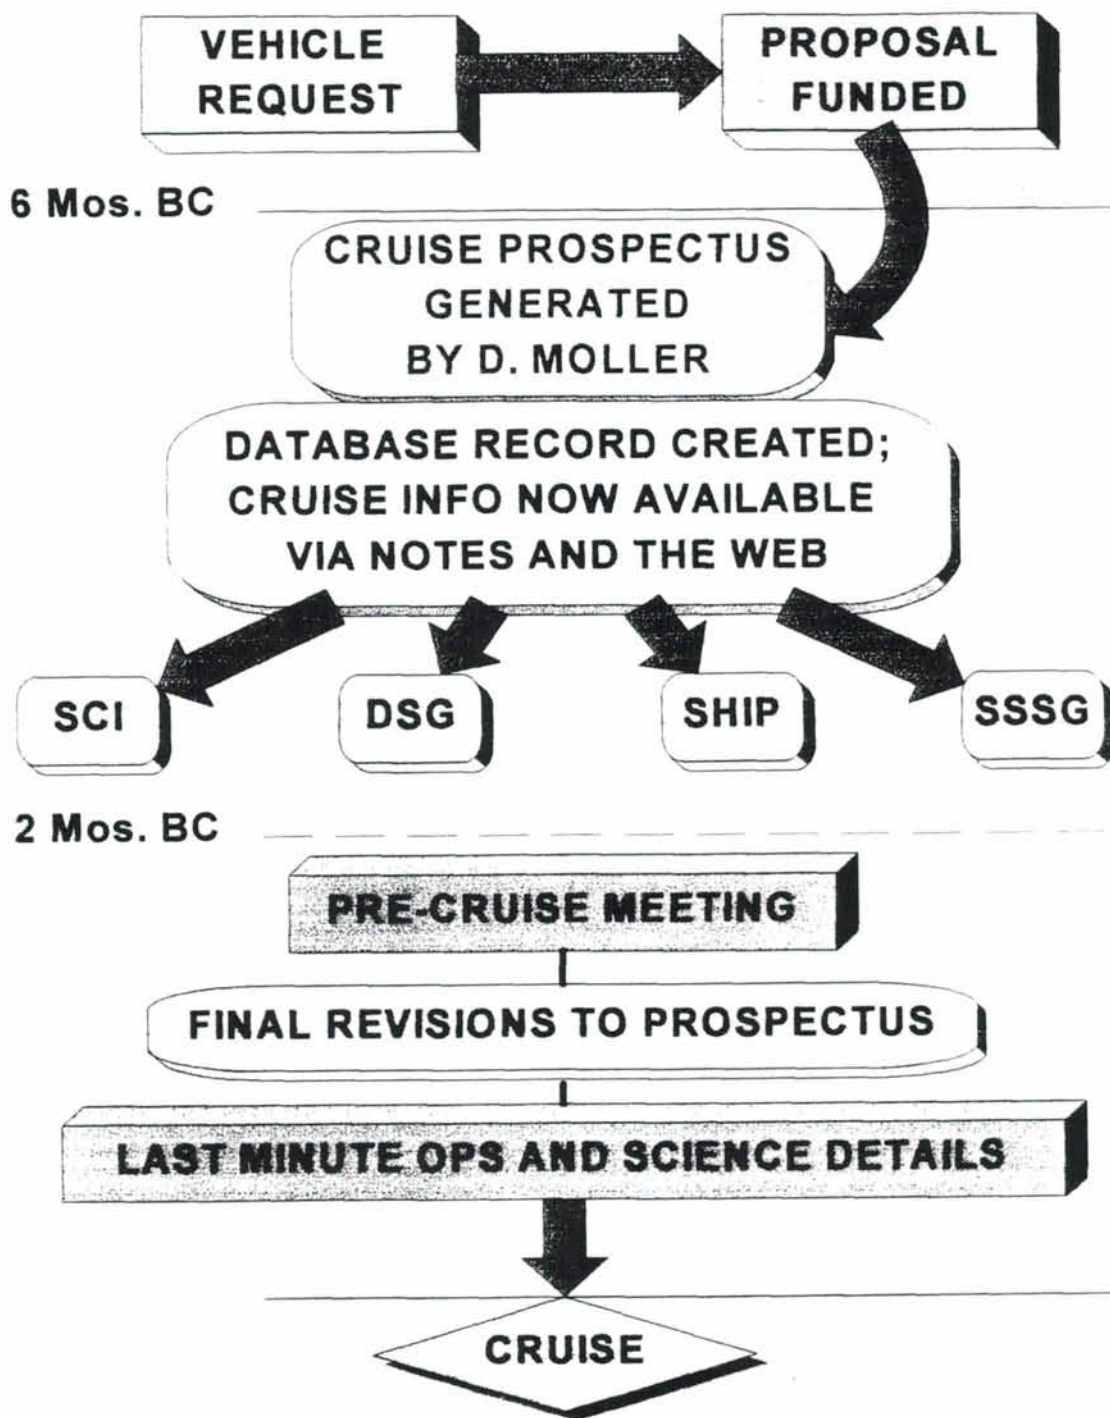 VEHICLE
REQUEST
PROPOSAL
FUNDED
6 Mos. BC
CRUISE PROSPECTUS
GENERATED
BY D. MOLLER
DATABASE RECORD CREATED;
CRUISE INFO NOW AVAILABLE
VIA NOTES AND THE WEB
SCI
DSG
SHIP
SSSG
2 Mos. BC
PRE-CRUISE MEETING
FINAL REVISIONS TO PROSPECTUS
LAST MINUTE OPS AND SCIENCE DETAILS
CRUISE